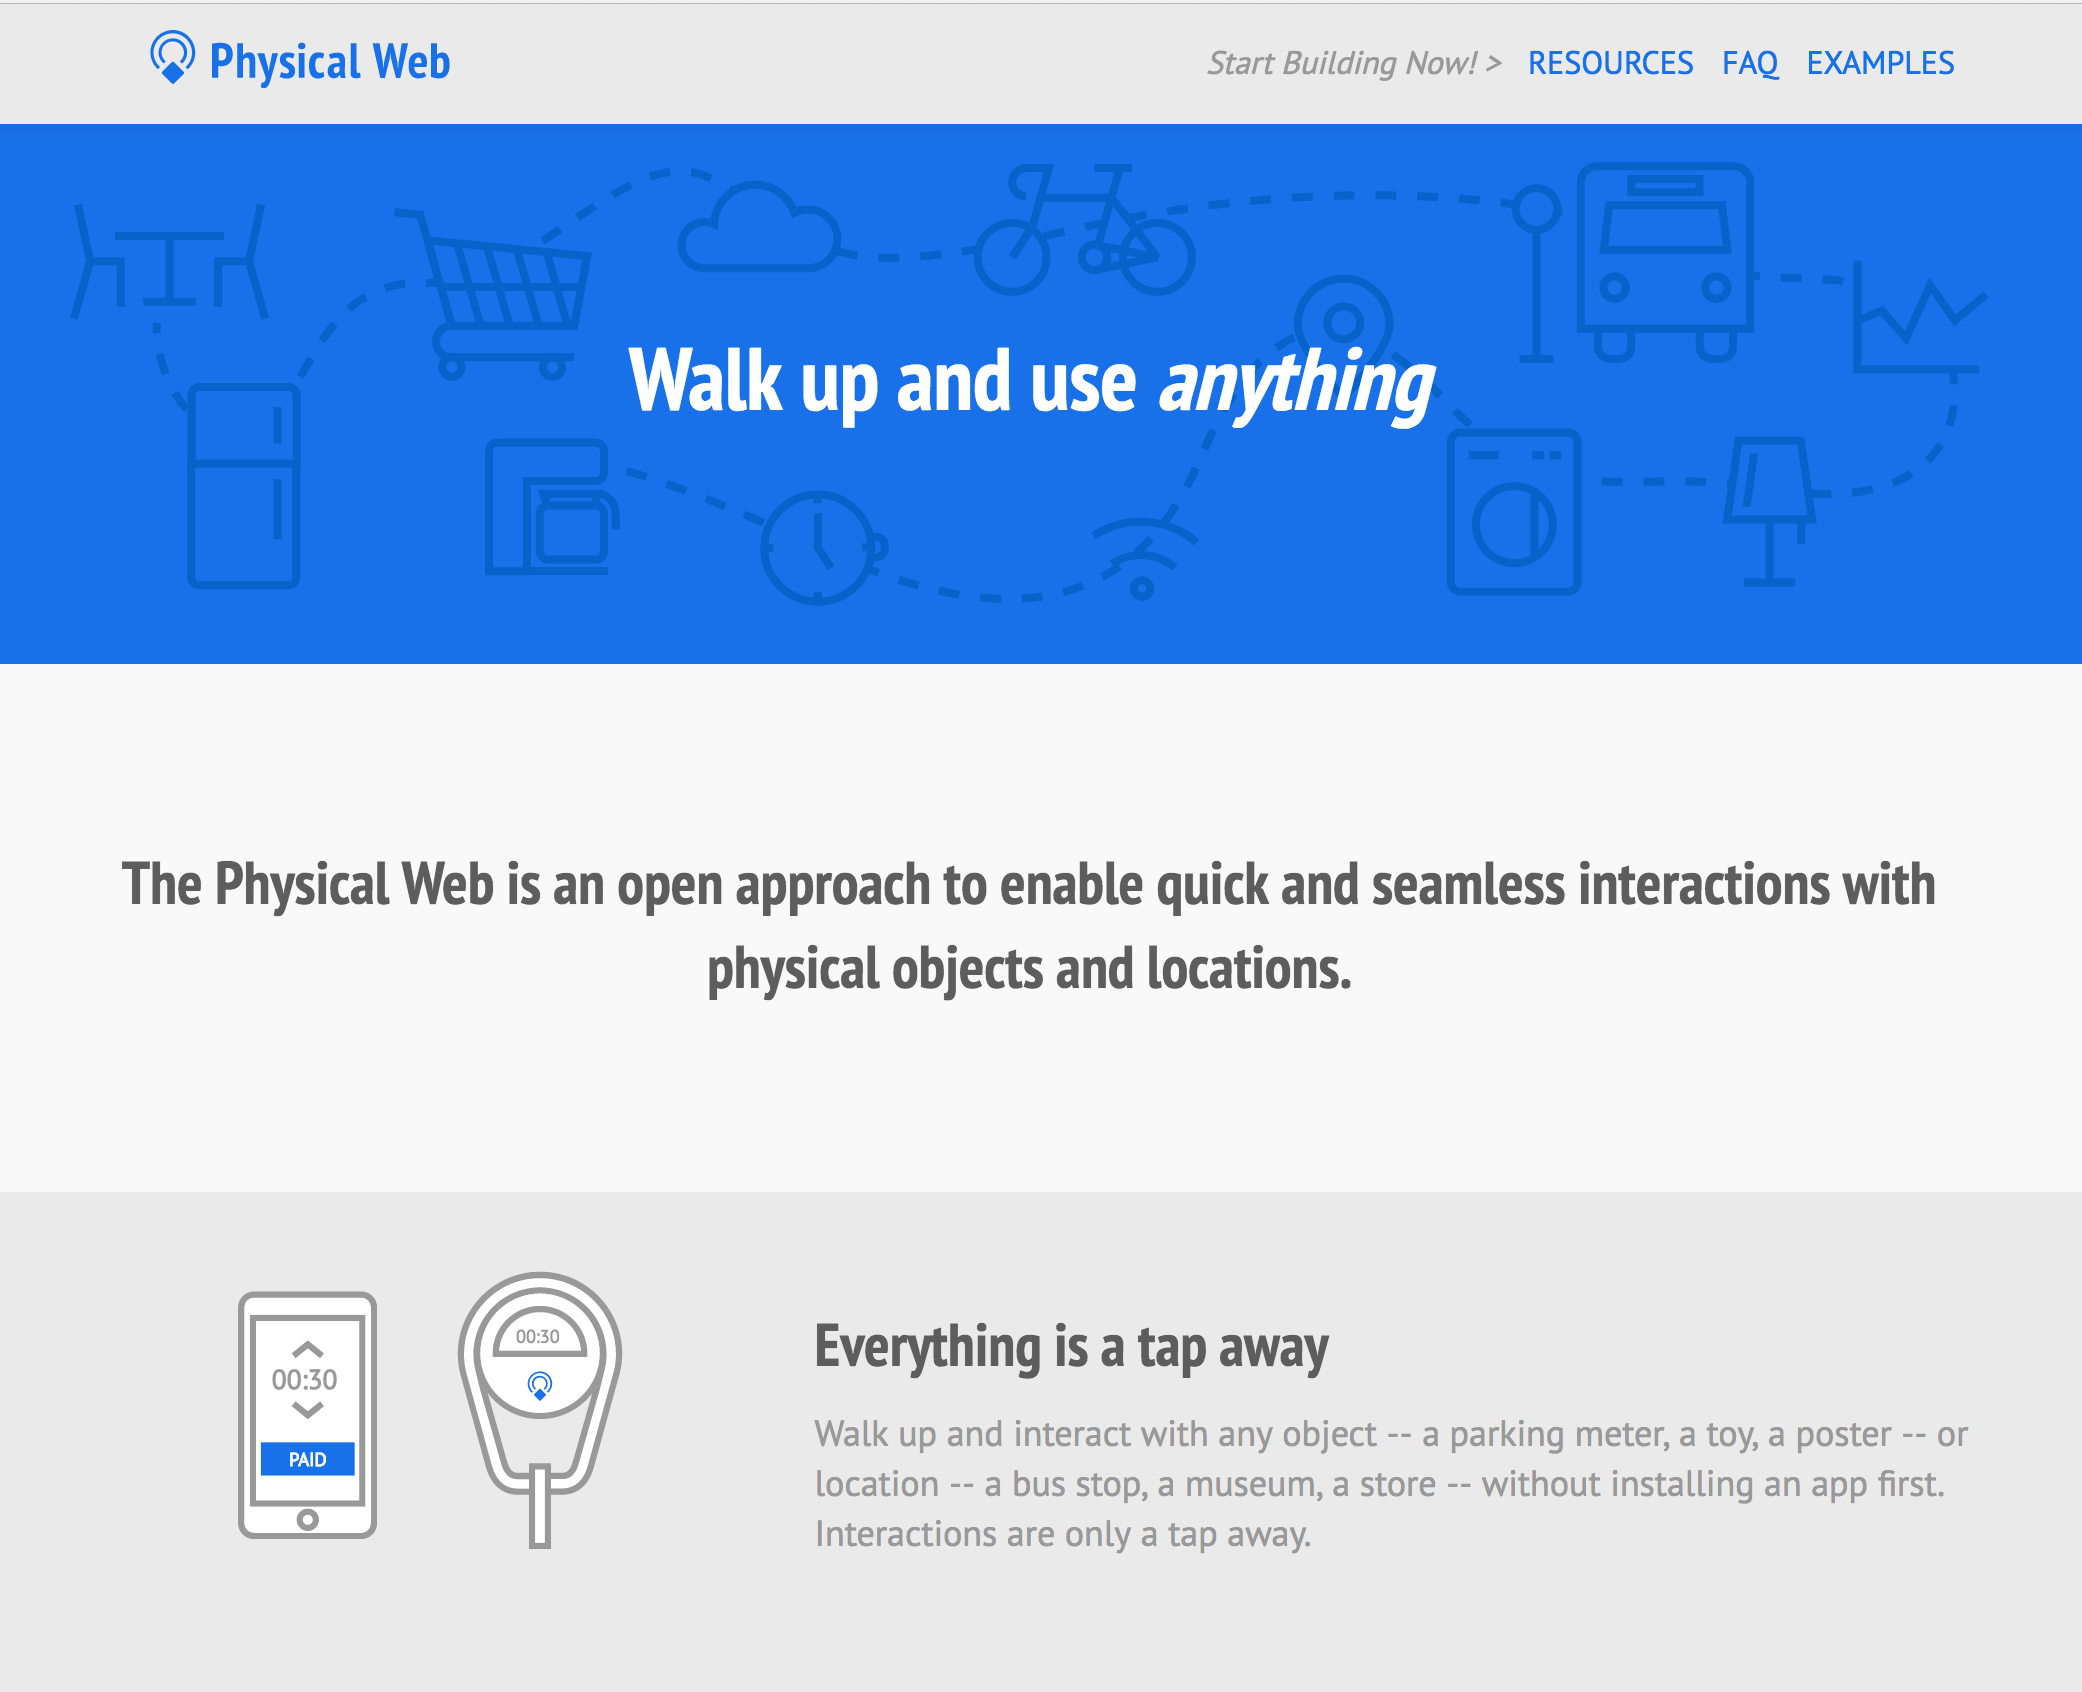 Physical Web
Start Building Now! > RESOURCES FAQ EXAMPLES
Walk up and use anything
The Physical Web is an open approach to enable quick and seamless interactions with
physical objects and locations.
00:30
PAID
00:30
Everything is a tap away
Walk up and interact with any object -- a parking meter, a toy, a poster -- or
location -- a bus stop, a museum, a store -- without installing an app first.
Interactions are only a tap away.